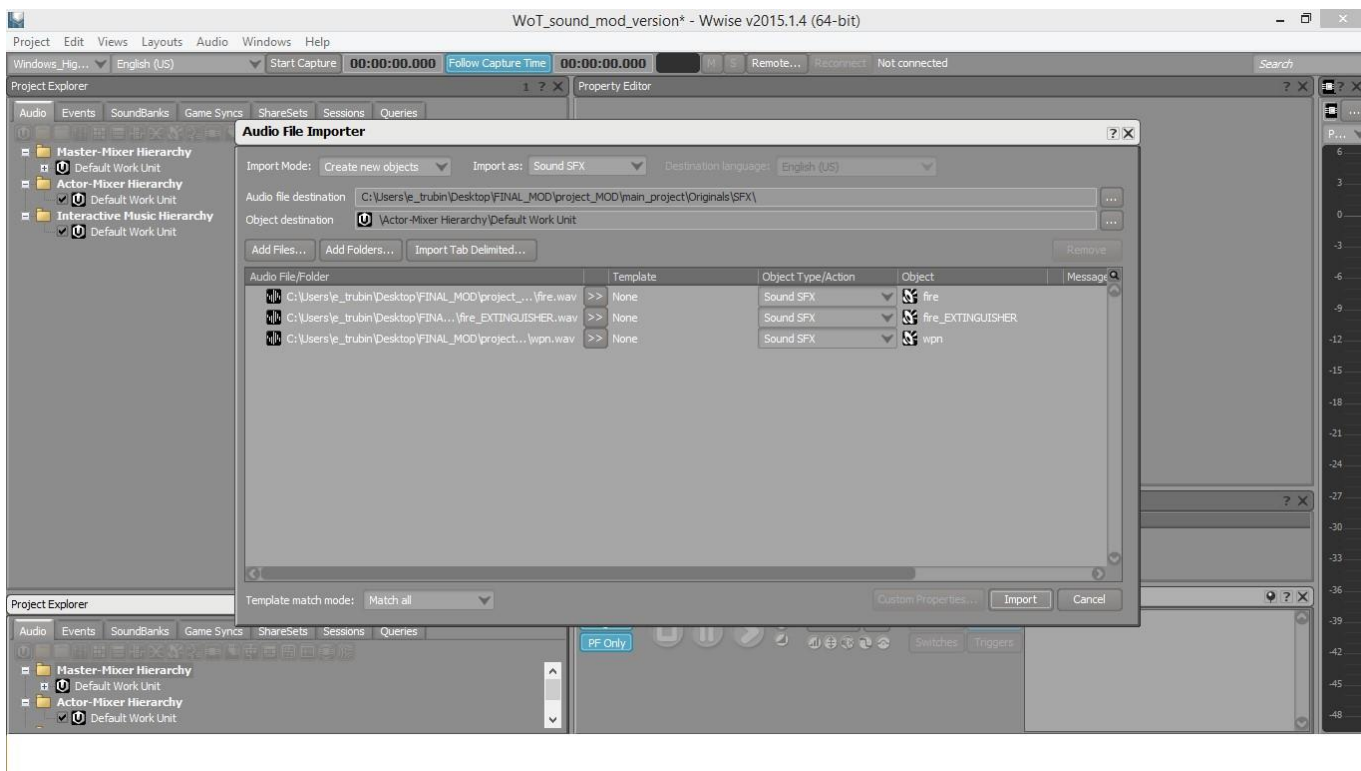 WoT_sound_mod_version* - Wwise v2015.1.4 (64-bit)
Project Edit Views Layouts Audio Windows Help
Windows_Hig... English (US) Start Capture 00:00:00.000 Follow Capture Time 00:00:00.000 M S Remote... Reconnect Not connected Search
Project Explorer 1 ? X Property Editor ? X ? X
Audio Events SoundBanks Game Syncs ShareSets Sessions Queries
Master-Mixer Hierarchy
Default Work Unit
Actor-Mixer Hierarchy
Default Work Unit
Interactive Music Hierarchy
Default Work Unit
Audio File Importer ? X
Import Mode: Create new objects Import as: Sound SFX Destination language: English (US)
Audio file destination C:\Users\e_trubin\Desktop\FINAL_MOD\project_MOD\main_project\Originals\SFX\ ...
Object destination \Actor-Mixer Hierarchy\Default Work Unit ...
Add Files... Add Folders... Import Tab Delimited... Remove
Audio File/Folder Template Object Type/Action Object Message
C:\Users\e_trubin\Desktop\FINAL_MOD\project_...\fire.wav >> None Sound SFX fire
C:\Users\e_trubin\Desktop\FINA...\fire_EXTINGUISHER.wav >> None Sound SFX fire_EXTINGUISHER
C:\Users\e_trubin\Desktop\FINAL_MOD\project...\wpn.wav >> None Sound SFX wpn
Template match mode: Match all Custom Properties... Import Cancel
...
P...
6
3
0
-3
-6
-9
-12
-15
-18
-21
-24
-27
-30
-33
-36
-39
-42
-45
-48
? X
? X
Project Explorer
Audio Events SoundBanks Game Syncs ShareSets Sessions Queries
Master-Mixer Hierarchy
Default Work Unit
Actor-Mixer Hierarchy
Default Work Unit
PF Only Switches Triggers